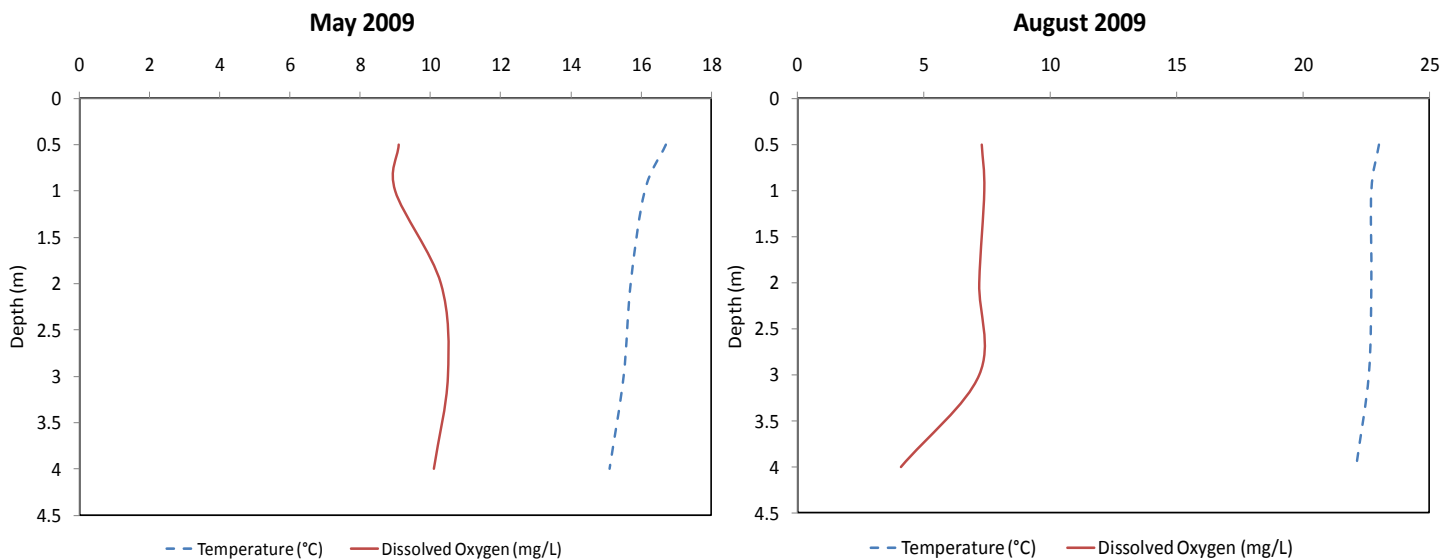 May 2009
0 2 4 6 8 10 12 14 16 18
0
0.5
1
1.5
2
2.5
3
3.5
4
4.5
Depth (m)
Temperature (°C) Dissolved Oxygen (mg/L)
August 2009
0 5 10 15 20 25
0
0.5
1
1.5
2
2.5
3
3.5
4
4.5
Depth (m)
Temperature (°C) Dissolved Oxygen (mg/L)